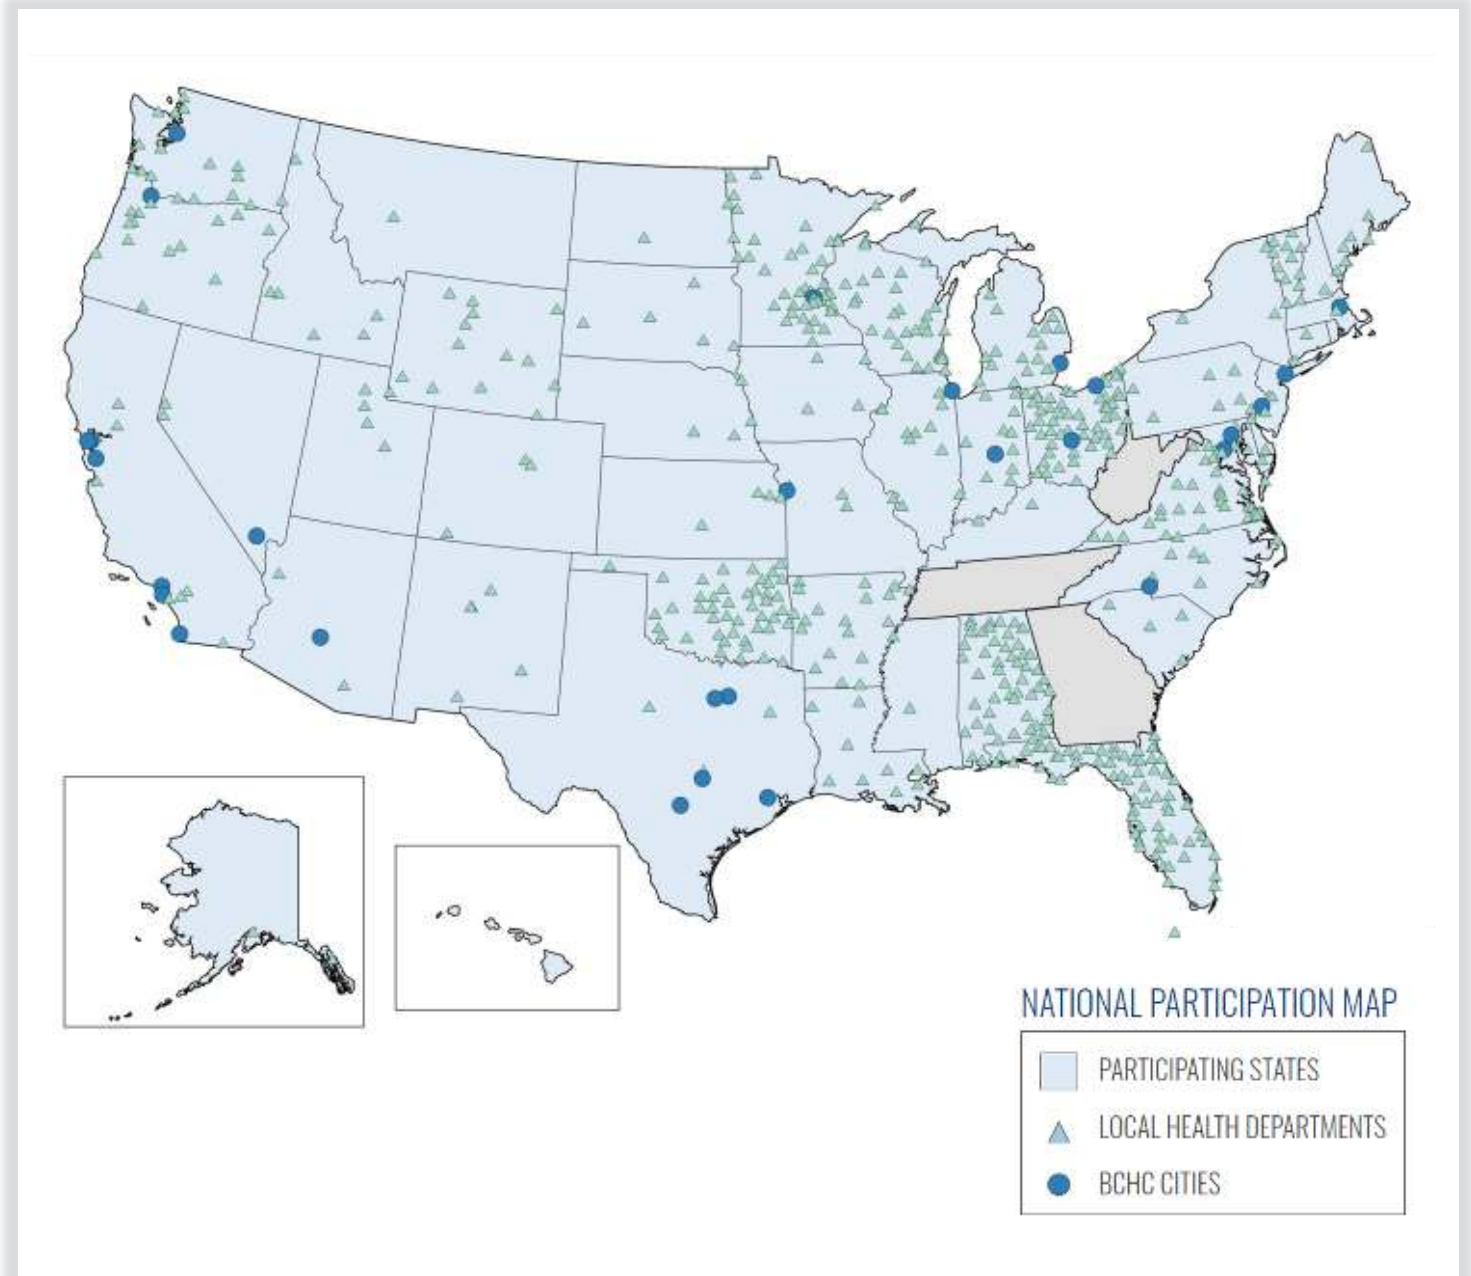 NATIONAL PARTICIPATION MAP
PARTICIPATING STATES
LOCAL HEALTH DEPARTMENTS
BCHC CITIES